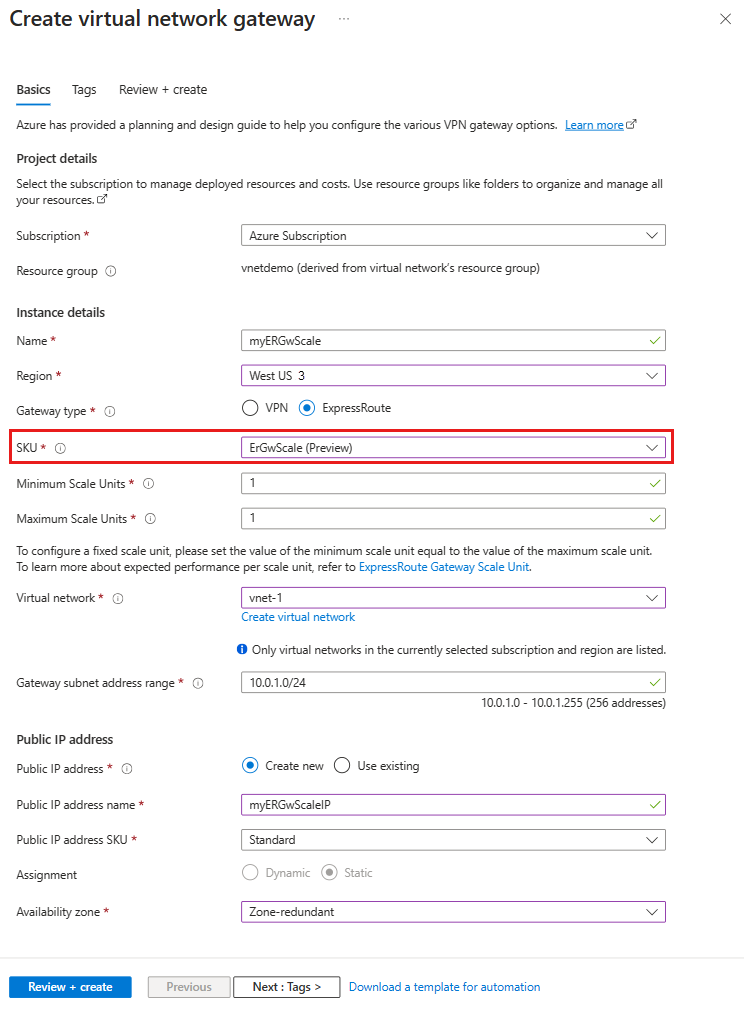 Create virtual network gateway ...
Basics Tags Review + create
Azure has provided a planning and design guide to help you configure the various VPN gateway options. Learn more
Project details
Select the subscription to manage deployed resources and costs. Use resource groups like folders to organize and manage all
your resources.
Subscription * Azure Subscription
Resource group vnetdemo (derived from virtual network's resource group)
Instance details
Name * myERGwScale
Region * West US 3
Gateway type * VPN ExpressRoute
SKU * ErGwScale (Preview)
Minimum Scale Units * 1
Maximum Scale Units * 1
To configure a fixed scale unit, please set the value of the minimum scale unit equal to the value of the maximum scale unit.
To learn more about expected performance per scale unit, refer to ExpressRoute Gateway Scale Unit.
Virtual network * vnet-1
Create virtual network
Only virtual networks in the currently selected subscription and region are listed.
Gateway subnet address range * 10.0.1.0/24
10.0.1.0 - 10.0.1.255 (256 addresses)
Public IP address
Public IP address * Create new Use existing
Public IP address name * myERGwScaleIP
Public IP address SKU * Standard
Assignment Dynamic Static
Availability zone * Zone-redundant
Review + create Previous Next : Tags > Download a template for automation